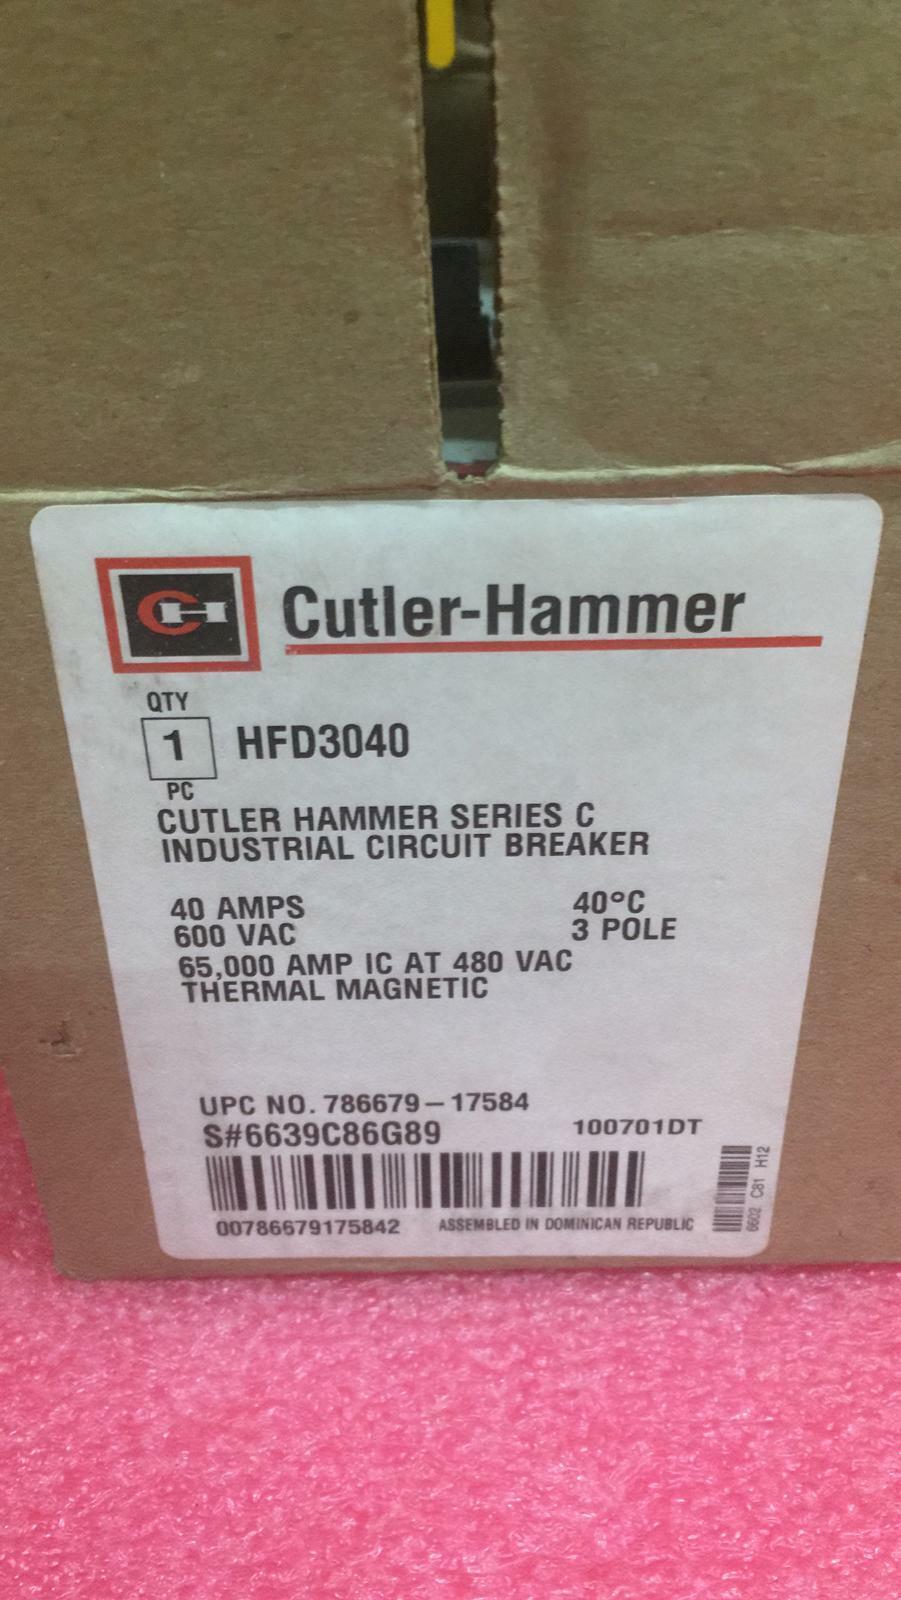 CH Cutler-Hammer
QTY
1 HFD3040
PC
CUTLER HAMMER SERIES C
INDUSTRIAL CIRCUIT BREAKER
40 AMPS 40°C
600 VAC 3 POLE
65,000 AMP IC AT 480 VAC
THERMAL MAGNETIC
UPC NO. 786679-17584
S#6639C86G89 100701DT
00786679175842 ASSEMBLED IN DOMINICAN REPUBLIC
6602 C81 H12